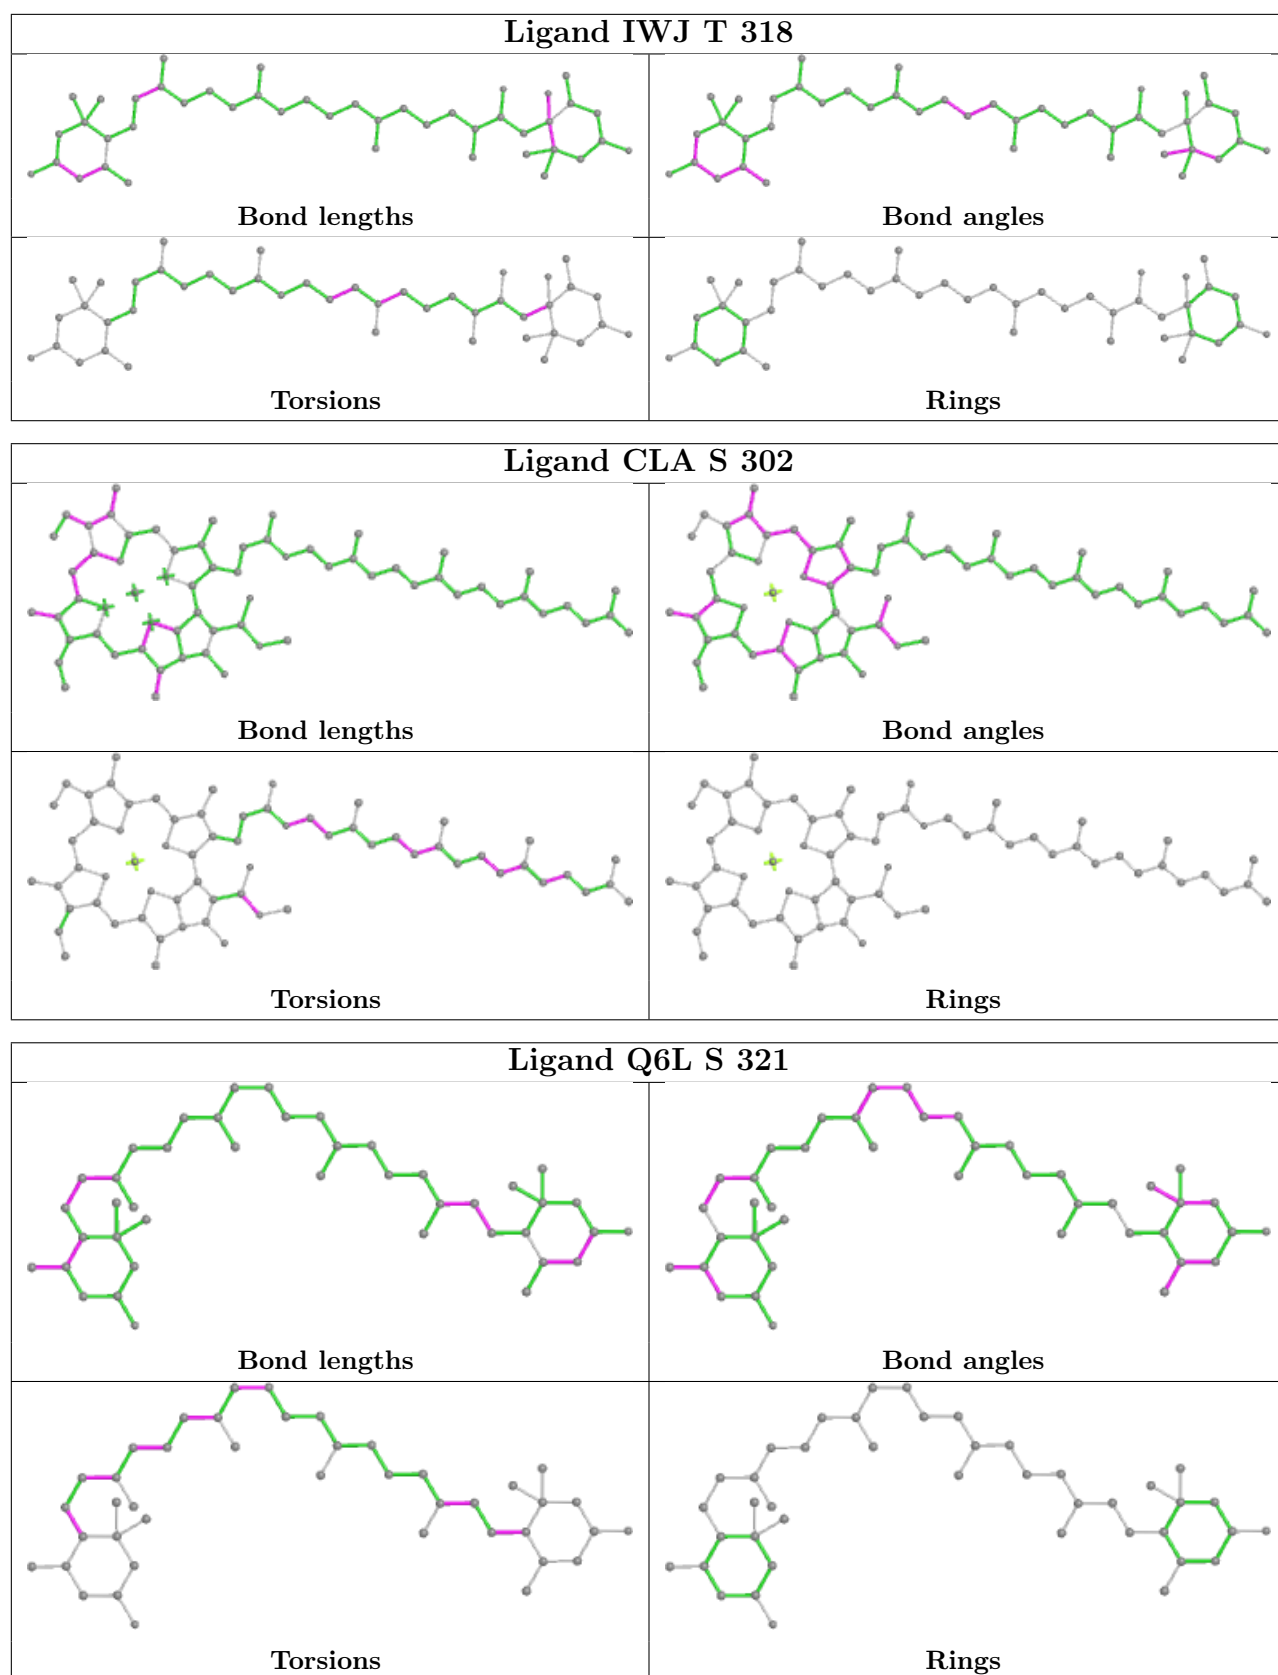 Ligand IWJ T 318
Bond lengths
Bond angles
Torsions
Rings
Ligand CLA S 302
Bond lengths
Bond angles
Torsions
Rings
Ligand Q6L S 321
Bond lengths
Bond angles
Torsions
Rings